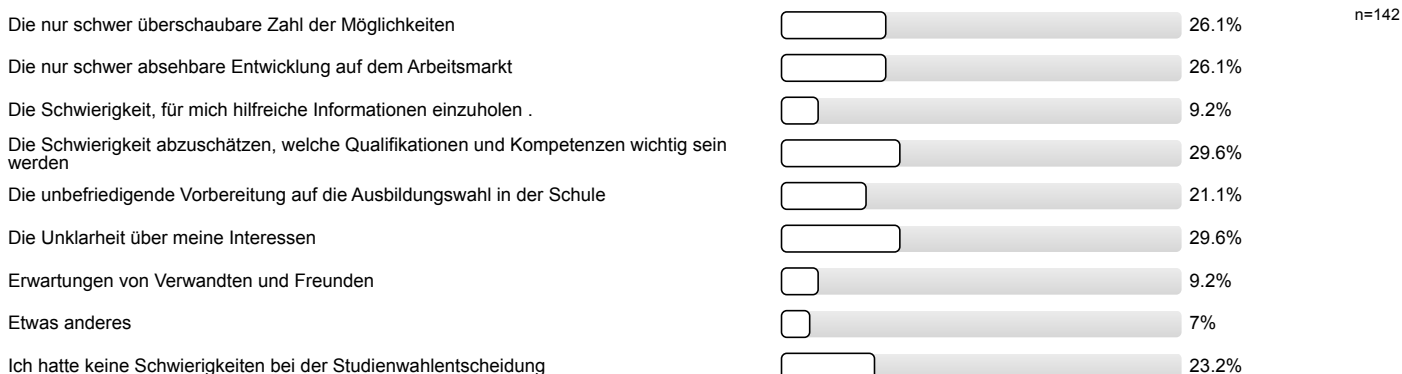 n=142
Die nur schwer überschaubare Zahl der Möglichkeiten 26.1%
Die nur schwer absehbare Entwicklung auf dem Arbeitsmarkt 26.1%
Die Schwierigkeit, für mich hilfreiche Informationen einzuholen . 9.2%
Die Schwierigkeit abzuschätzen, welche Qualifikationen und Kompetenzen wichtig sein
werden 29.6%
Die unbefriedigende Vorbereitung auf die Ausbildungswahl in der Schule 21.1%
Die Unklarheit über meine Interessen 29.6%
Erwartungen von Verwandten und Freunden 9.2%
Etwas anderes 7%
Ich hatte keine Schwierigkeiten bei der Studienwahlentscheidung 23.2%